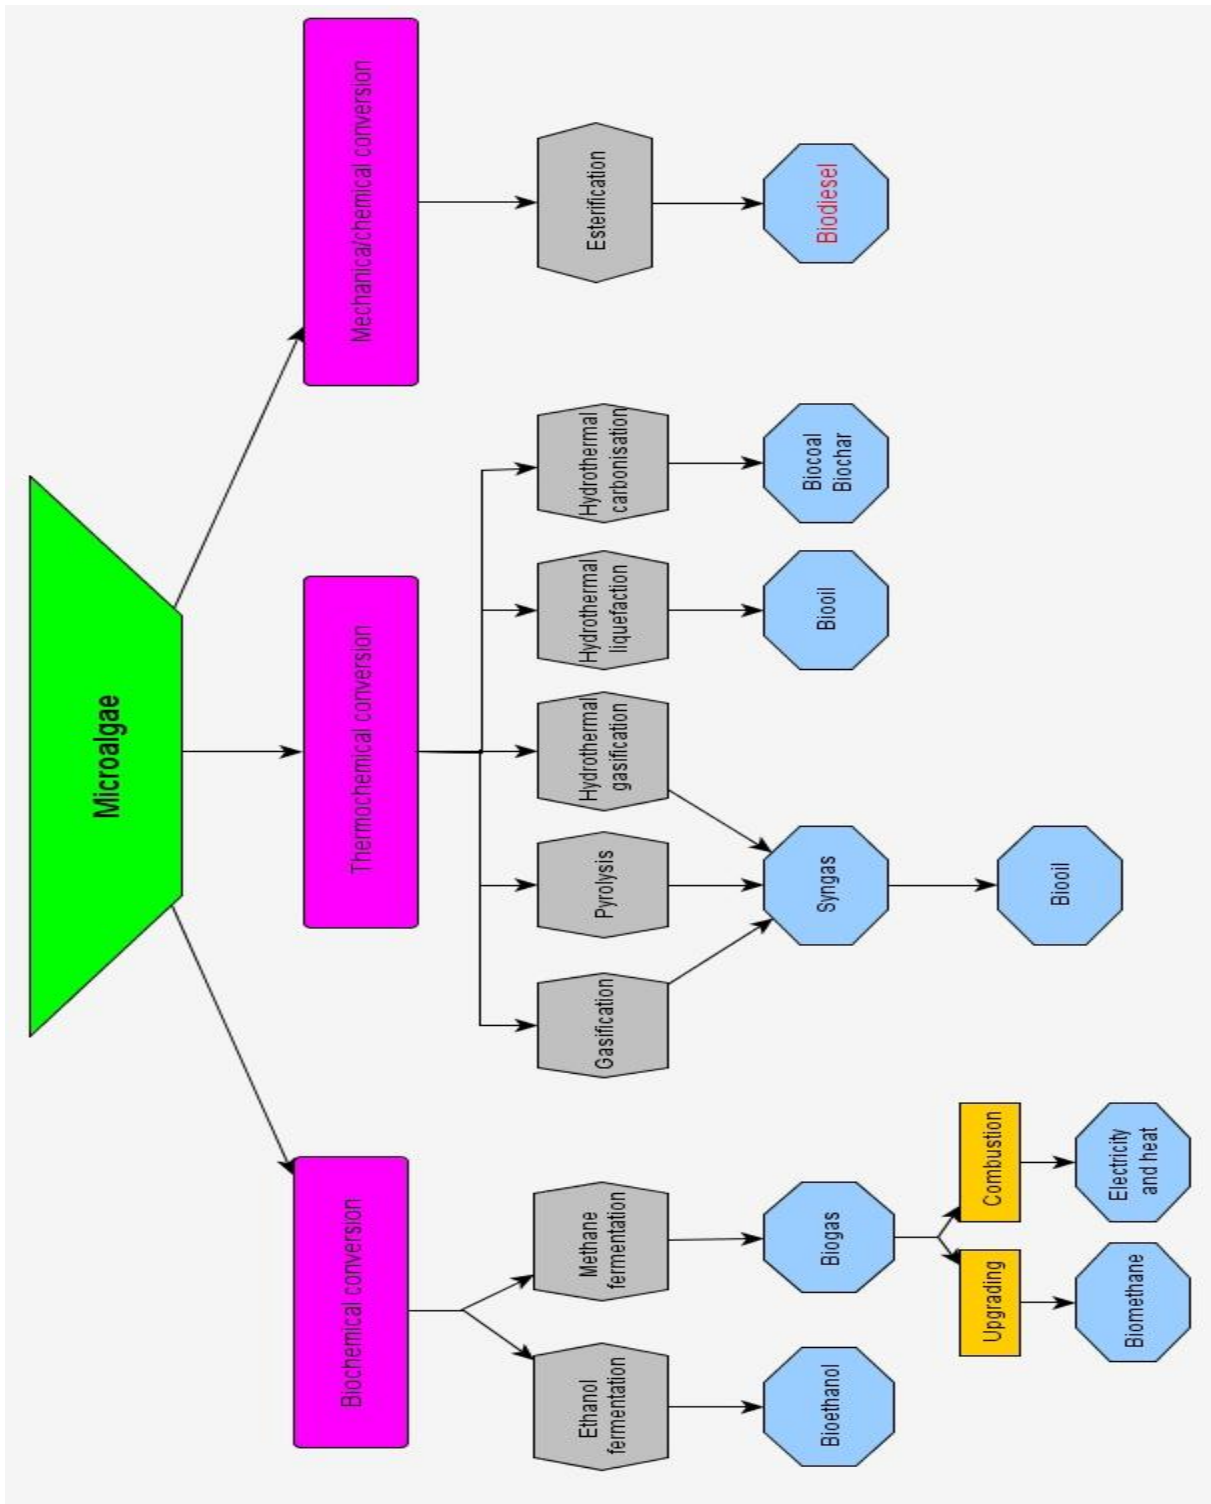 Microalgae
Biochemical conversion
Thermochemical conversion
Mechanica/chemical conversion
Ethanol
fermentation
Methane
fermentation
Gasification
Pyrolysis
Hydrothermal
gasification
Hydrothermal
liquefaction
Hydrothermal
carbonisation
Esterification
Bioethanol
Biogas
Syngas
Biooil
Biocoal
Biochar
Biodiesel
Upgrading
Combustion
Biooil
Biomethane
Electricity
and heat